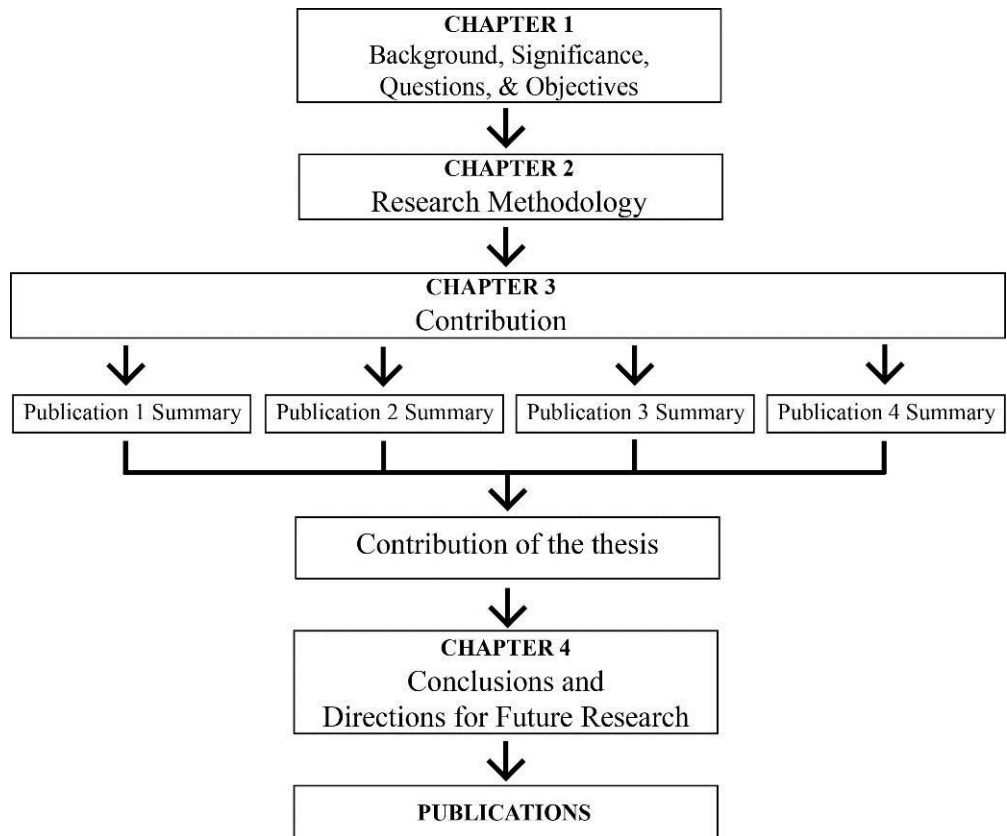 CHAPTER 1
Background, Significance,
Questions, & Objectives
CHAPTER 2
Research Methodology
CHAPTER 3
Contribution
Publication 1 Summary
Publication 2 Summary
Publication 3 Summary
Publication 4 Summary
Contribution of the thesis
CHAPTER 4
Conclusions and
Directions for Future Research
PUBLICATIONS